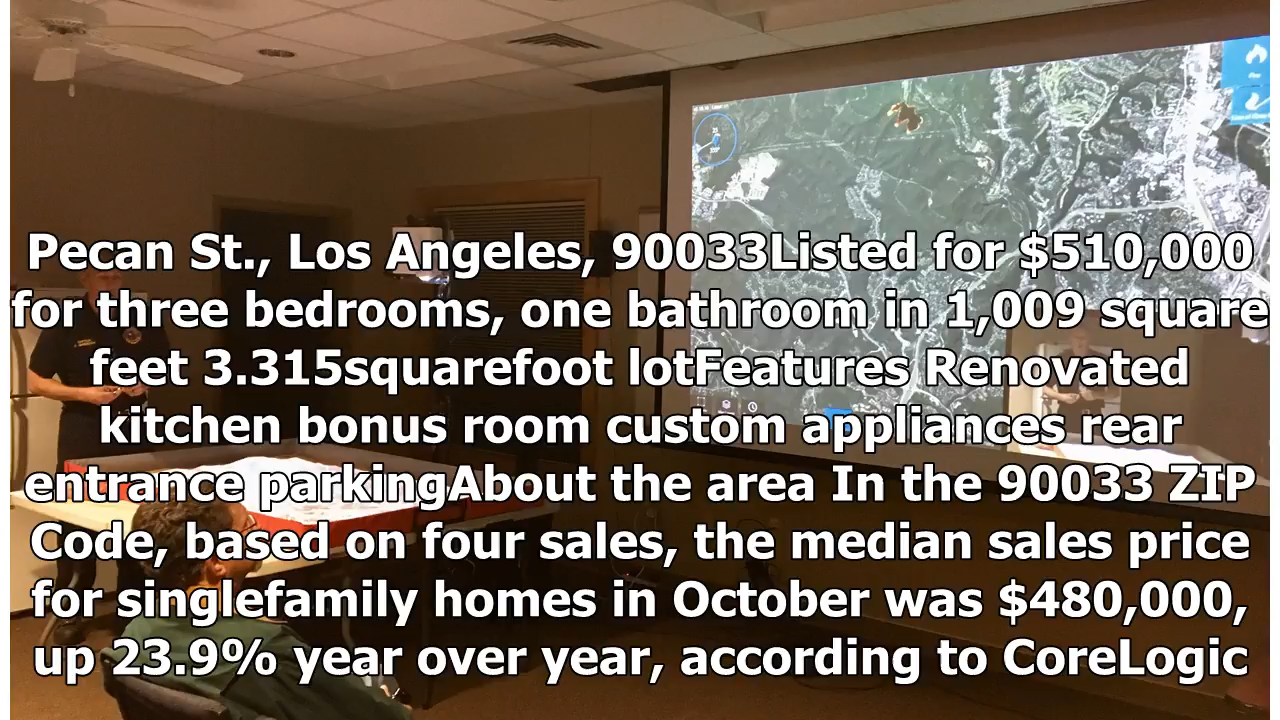 Pecan St., Los Angeles, 90033Listed for $510,000
for three bedrooms, one bathroom in 1,009 square
feet 3.315squarefoot lotFeatures Renovated
kitchen bonus room custom appliances rear
entrance parkingAbout the area In the 90033 ZIP
Code, based on four sales, the median sales price
for singlefamily homes in October was $480,000,
up 23.9% year over year, according to CoreLogic